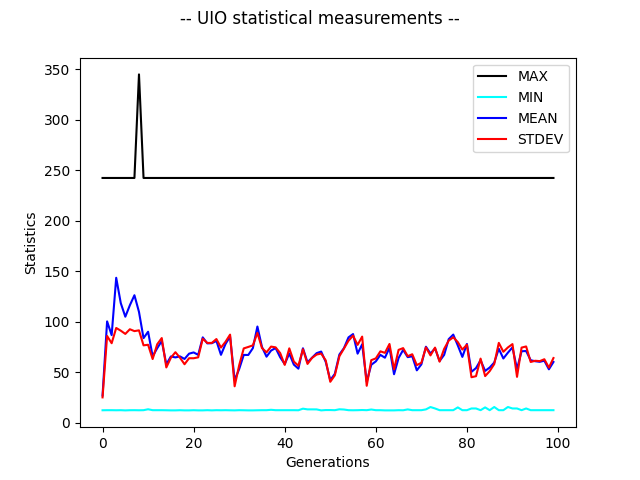 -- UIO statistical measurements --
350
300
250
200
150
100
50
0
Statistics
MAX
MIN
MEAN
STDEV
0 20 40 60 80 100
Generations